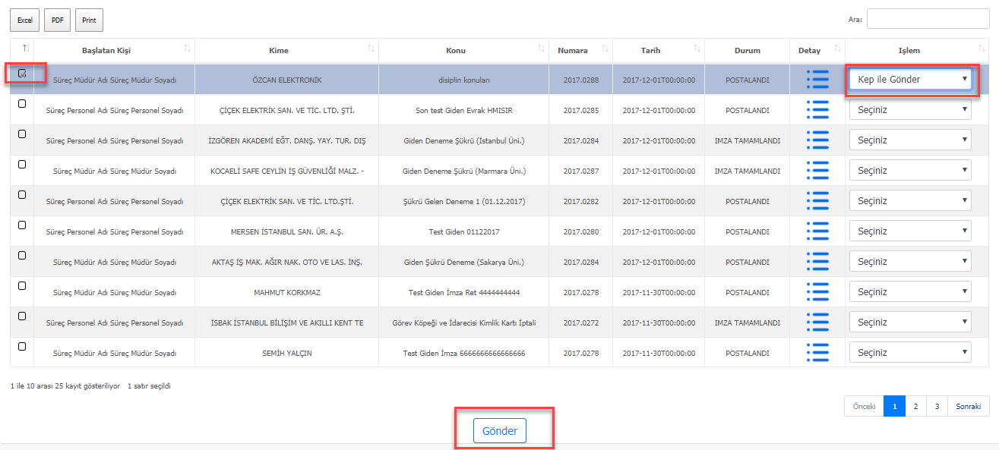 Excel PDF Print Ara:
Başlatan Kişi Kime Konu Numara Tarih Durum Detay İşlem
Süreç Müdür Adı Süreç Müdür Soyadı ÖZCAN ELEKTRONİK disiplin konuları 2017.0288 2017-12-01T00:00:00 POSTALANDI Kep ile Gönder
Süreç Personel Adı Süreç Personel Soyadı ÇİÇEK ELEKTRİK SAN. VE TİC. LTD. ŞTİ. Son test Giden Evrak HMISIR 2017.0285 2017-12-01T00:00:00 POSTALANDI Seçiniz
Süreç Personel Adı Süreç Personel Soyadı İZGÖREN AKADEMİ EĞT. DANŞ. YAY. TUR. DIŞ Giden Deneme Şükrü (İstanbul Üni.) 2017.0284 2017-12-01T00:00:00 IMZA TAMAMLANDI Seçiniz
Süreç Müdür Adı Süreç Müdür Soyadı KOCAELİ SAFE CEYLİN İŞ GÜVENLİĞİ MALZ. - Giden Deneme Şükrü (Marmara Üni.) 2017.0287 2017-12-01T00:00:00 IMZA TAMAMLANDI Seçiniz
Süreç Personel Adı Süreç Personel Soyadı ÇİÇEK ELEKTRİK SAN. VE TİC. LTD.ŞTİ. Şükrü Gelen Deneme 1 (01.12.2017) 2017.0282 2017-12-01T00:00:00 POSTALANDI Seçiniz
Süreç Personel Adı Süreç Personel Soyadı MERSEN İSTANBUL SAN. ÜR. A.Ş. Test Giden 01122017 2017.0280 2017-12-01T00:00:00 POSTALANDI Seçiniz
Süreç Müdür Adı Süreç Müdür Soyadı AKTAŞ İŞ MAK. AĞIR NAK. OTO VE LAS. İNŞ. Giden Şükrü Deneme (Sakarya Üni.) 2017.0284 2017-12-01T00:00:00 POSTALANDI Seçiniz
Süreç Müdür Adı Süreç Müdür Soyadı MAHMUT KORKMAZ Test Giden İmza Ret 4444444444 2017.0278 2017-11-30T00:00:00 POSTALANDI Seçiniz
Süreç Personel Adı Süreç Personel Soyadı İSBAK İSTANBUL BİLİŞİM VE AKILLI KENT TE Görev Köpeği ve İdarecisi Kimlik Kartı İptali 2017.0272 2017-11-30T00:00:00 IMZA TAMAMLANDI Seçiniz
Süreç Müdür Adı Süreç Müdür Soyadı SEMİH YALÇIN Test Giden İmza 6666666666666666 2017.0278 2017-11-30T00:00:00 POSTALANDI Seçiniz
1 ile 10 arası 25 kayıt gösteriliyor 1 satır seçildi
Önceki 1 2 3 Sonraki
Gönder